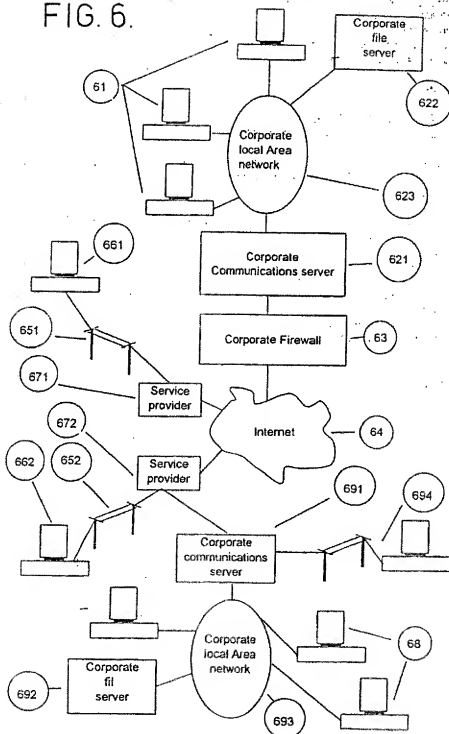 FIG. 6.
Corporate
file
server
61
622
Corporate
local Area
network
623
661
Corporate
Communications server
621
651
Corporate Firewall
63
671
Service
provider
672
Internet
64
662
652
Service
provider
691
694
Corporate
communications
server
68
Corporate
local Area
network
Corporate
fil
server
692
693